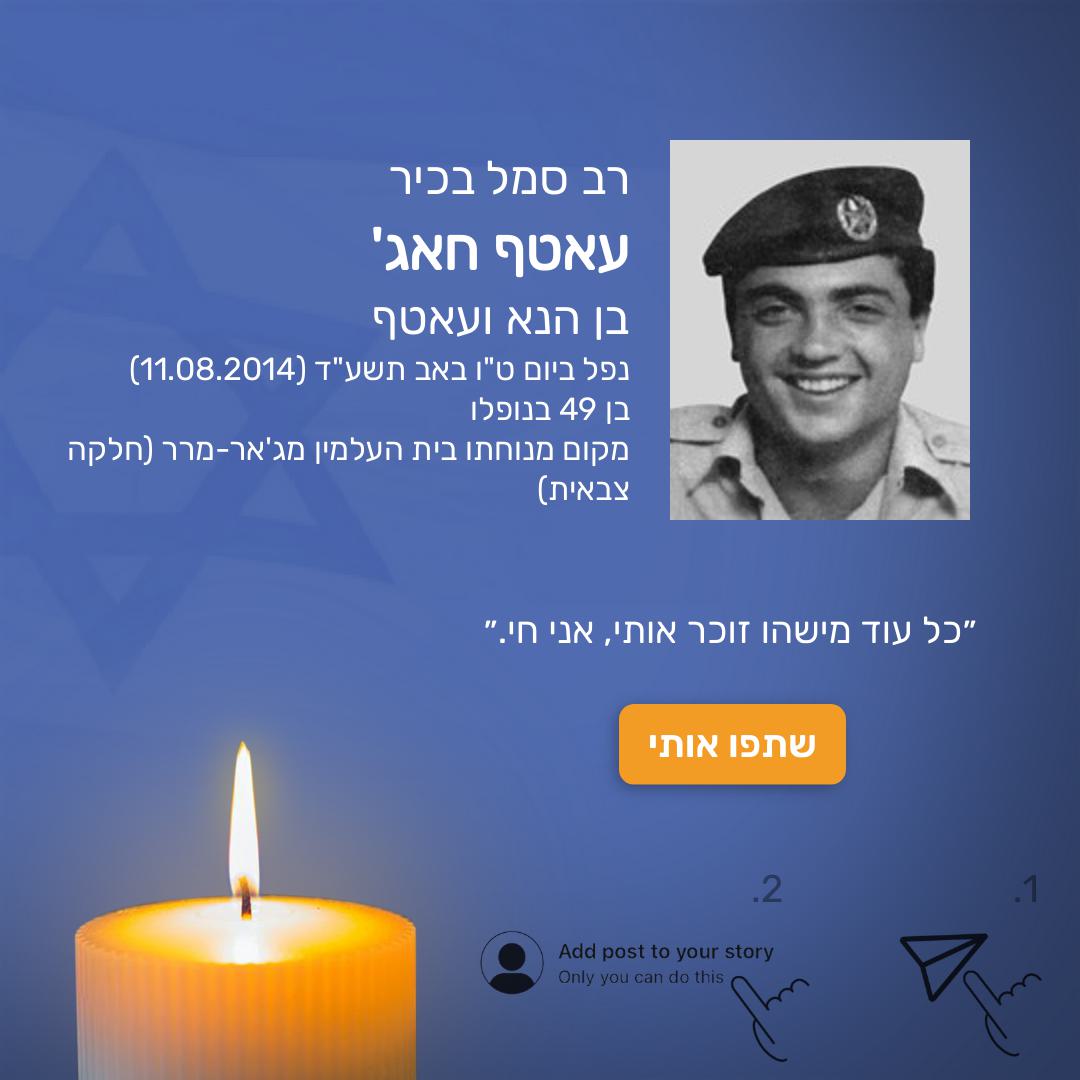 רב סמל בכיר
עאטף חאג'
בן הנא ועאטף
נפל ביום ט"ו באב תשע"ד (11.08.2014)
בן 49 בנופלו
מקום מנוחתו בית העלמין מג'אר-מרר (חלקה
צבאית)
״כל עוד מישהו זוכר אותי, אני חי.״
שתפו אותי
1.
2.
Add post to your story
Only you can do this